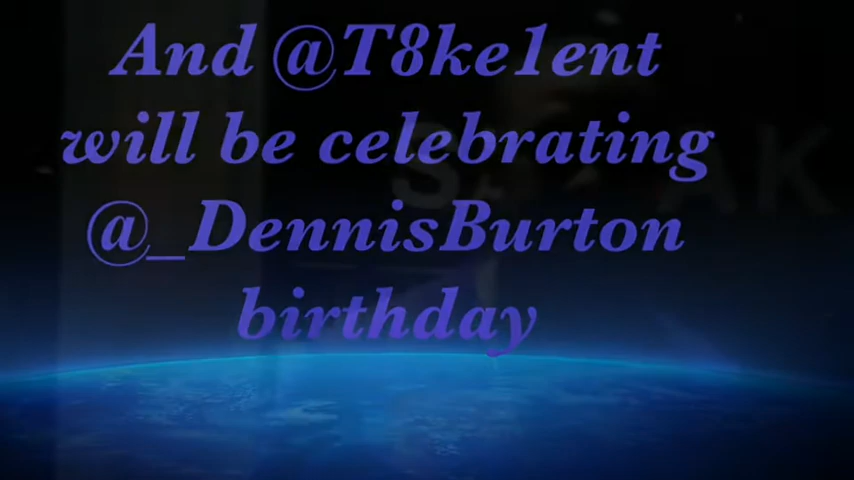 And @T8ke1ent
will be celebrating
@_DennisBurton
birthday